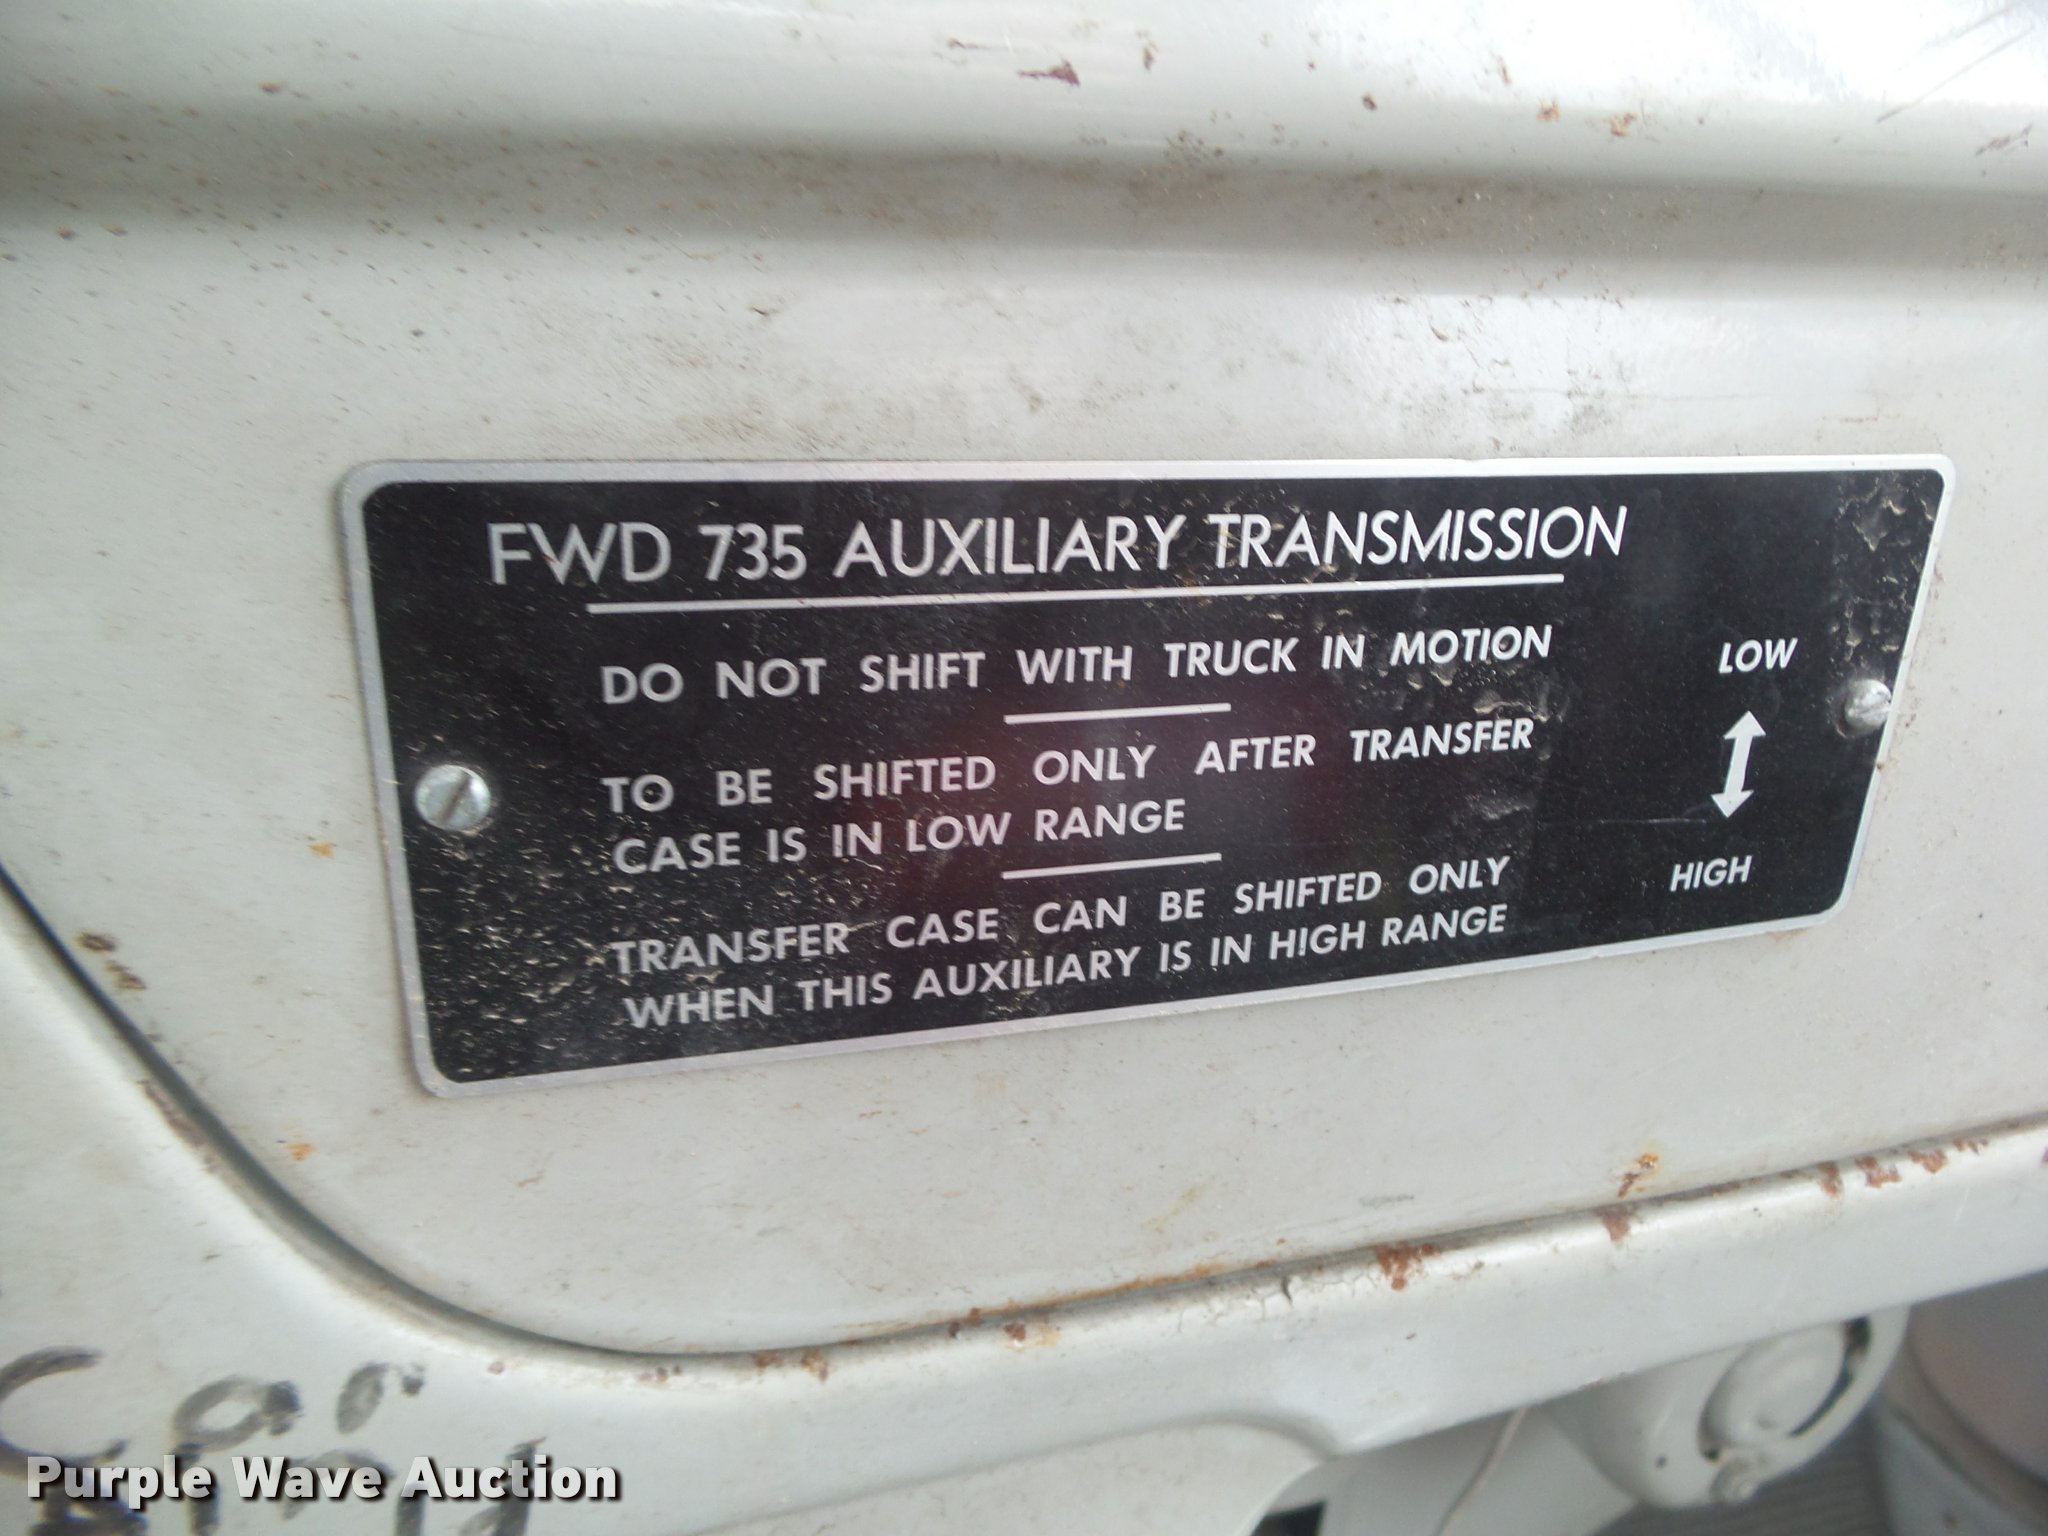 FWD 735 AUXILIARY TRANSMISSION
DO NOT SHIFT WITH TRUCK IN MOTION
TO BE SHIFTED ONLY AFTER TRANSFER
CASE IS IN LOW RANGE
TRANSFER CASE CAN BE SHIFTED ONLY
WHEN THIS AUXILIARY IS IN HIGH RANGE
LOW
HIGH
Car
Purple Wave Auction